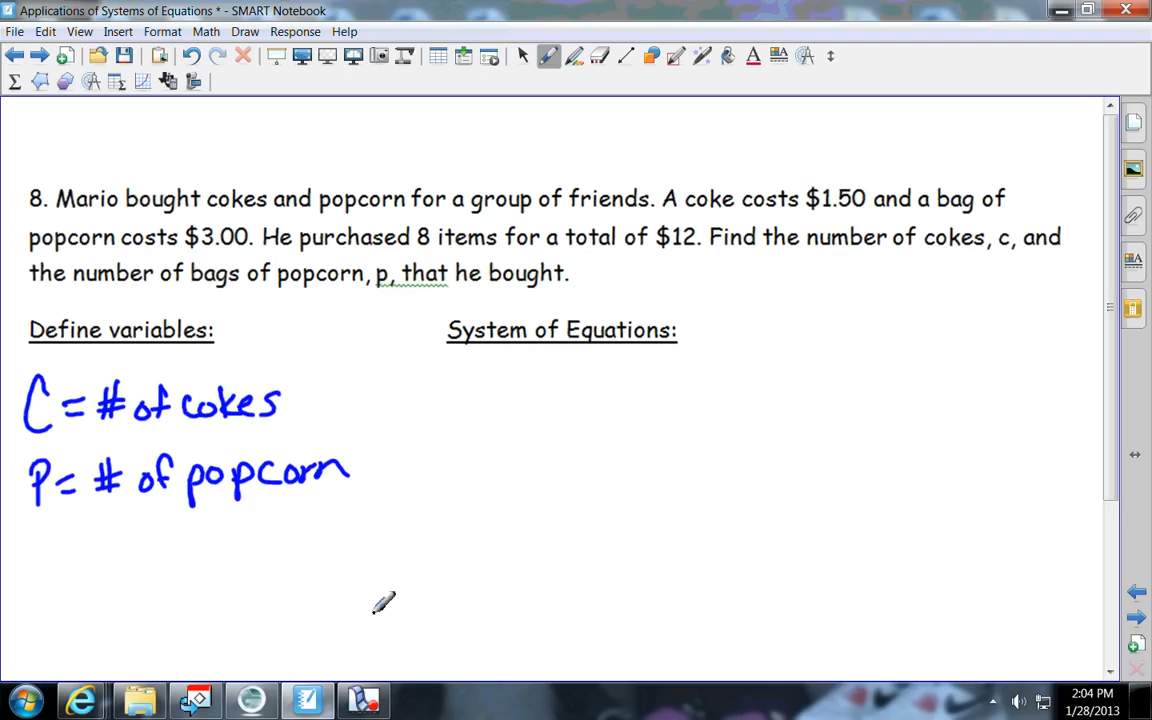 Applications of Systems of Equations * - SMART Notebook
File Edit View Insert Format Math Draw Response Help
8. Mario bought cokes and popcorn for a group of friends. A coke costs $1.50 and a bag of
popcorn costs $3.00. He purchased 8 items for a total of $12. Find the number of cokes, c, and
the number of bags of popcorn, p, that he bought.
Define variables: System of Equations:
C = # of cokes
P = # of popcorn
2:04 PM
1/28/2013